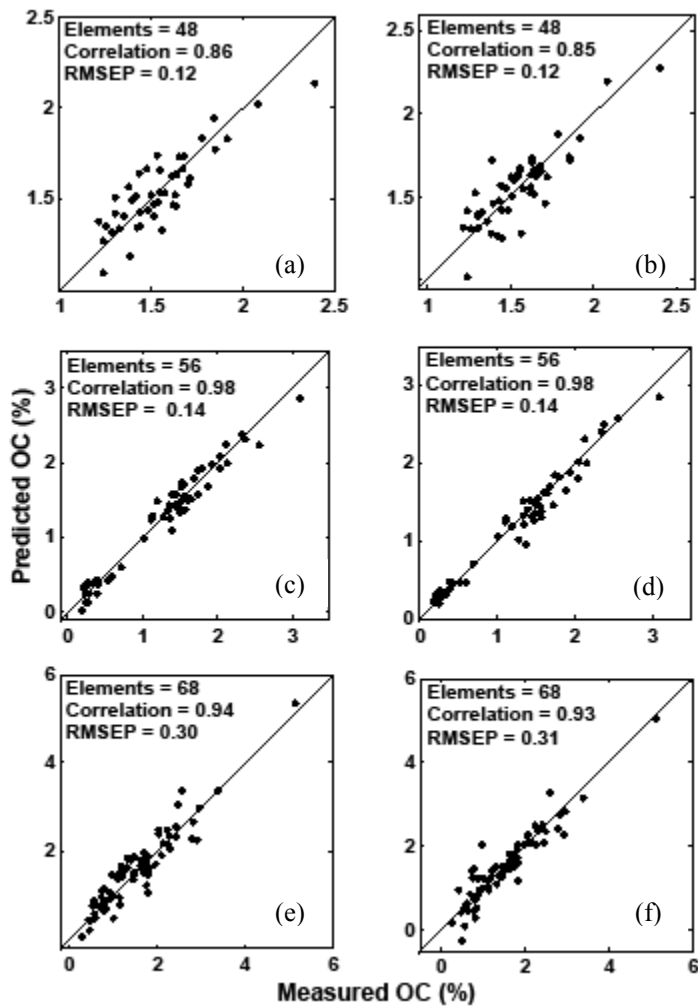 2.5
2
1.5
Elements = 48
Correlation = 0.86
RMSEP = 0.12
(a)
1
1.5
2
2.5
2.5
2
1.5
Elements = 48
Correlation = 0.85
RMSEP = 0.12
(b)
1
1.5
2
2.5
Predicted OC (%)
3
2
1
0
Elements = 56
Correlation = 0.98
RMSEP = 0.14
(c)
0
1
2
3
3
2
1
0
Elements = 56
Correlation = 0.98
RMSEP = 0.14
(d)
0
1
2
3
6
4
2
Elements = 68
Correlation = 0.94
RMSEP = 0.30
(e)
0
2
4
6
6
4
2
0
Elements = 68
Correlation = 0.93
RMSEP = 0.31
(f)
0
2
4
6
Measured OC (%)